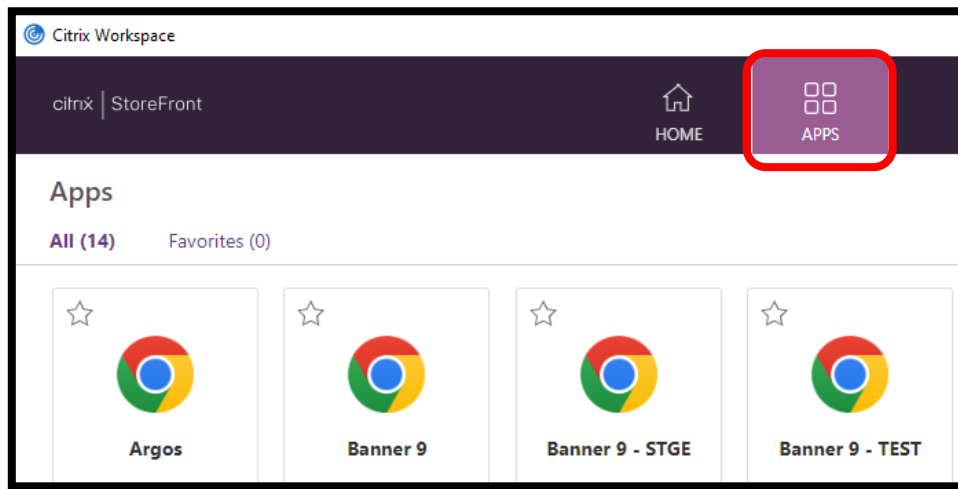 Citrix Workspace
citrix | StoreFront
HOME
APPS
Apps
All (14) Favorites (0)
Argos
Banner 9
Banner 9 - STGE
Banner 9 - TEST